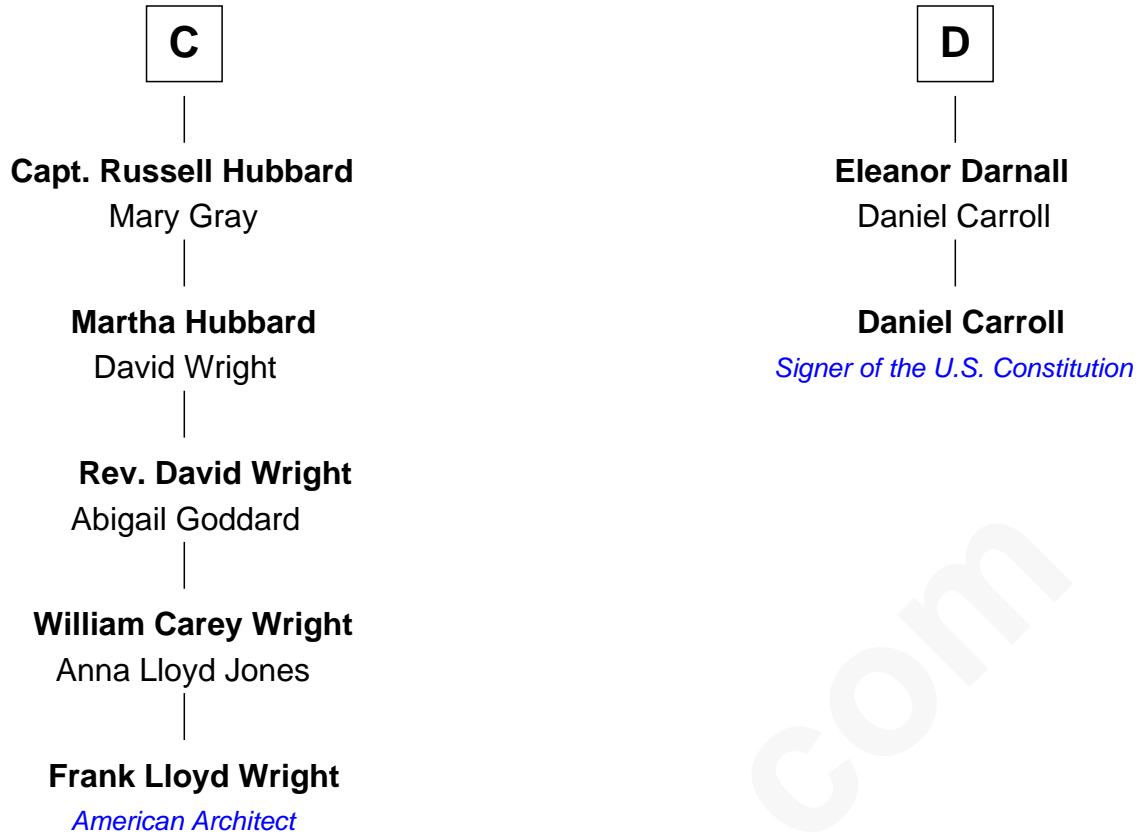 C
Capt. Russell Hubbard
Mary Gray
Martha Hubbard
David Wright
Rev. David Wright
Abigail Goddard
William Carey Wright
Anna Lloyd Jones
Frank Lloyd Wright
American Architect
D
Eleanor Darnall
Daniel Carroll
Daniel Carroll
Signer of the U.S. Constitution
com